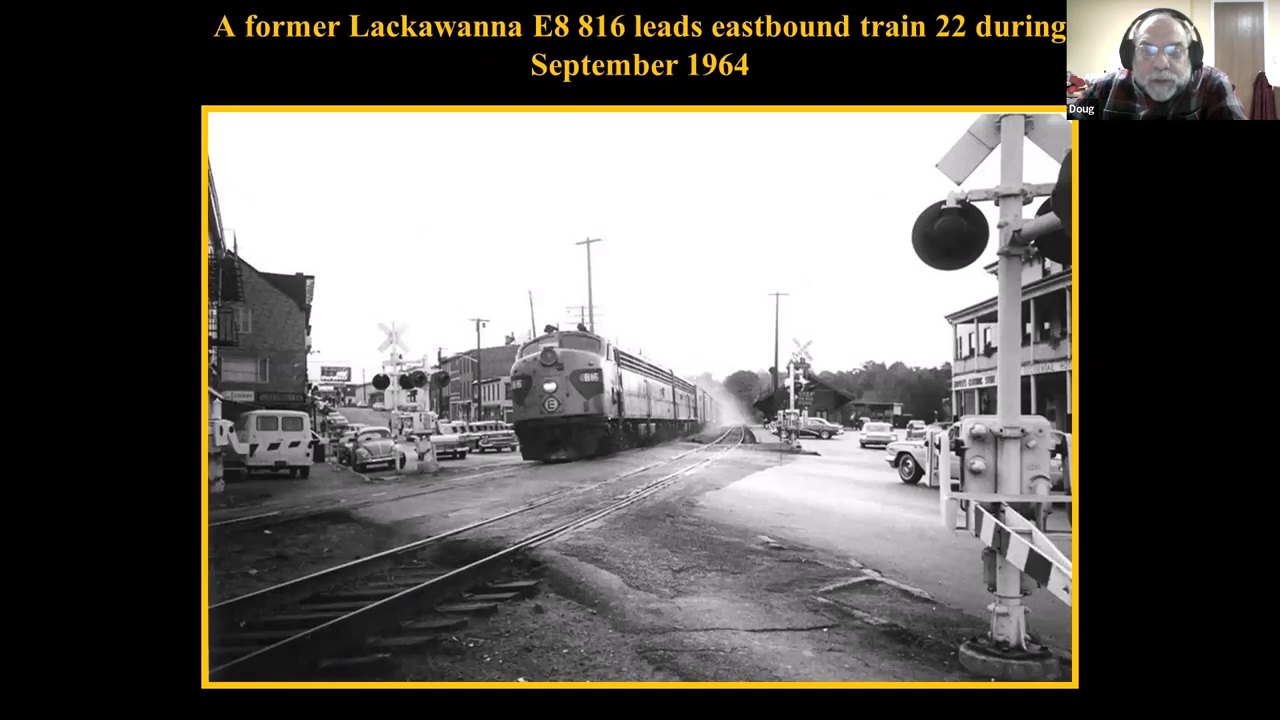 A former Lackawanna E8 816 leads eastbound train 22 during
September 1964
Doug
816
816
E